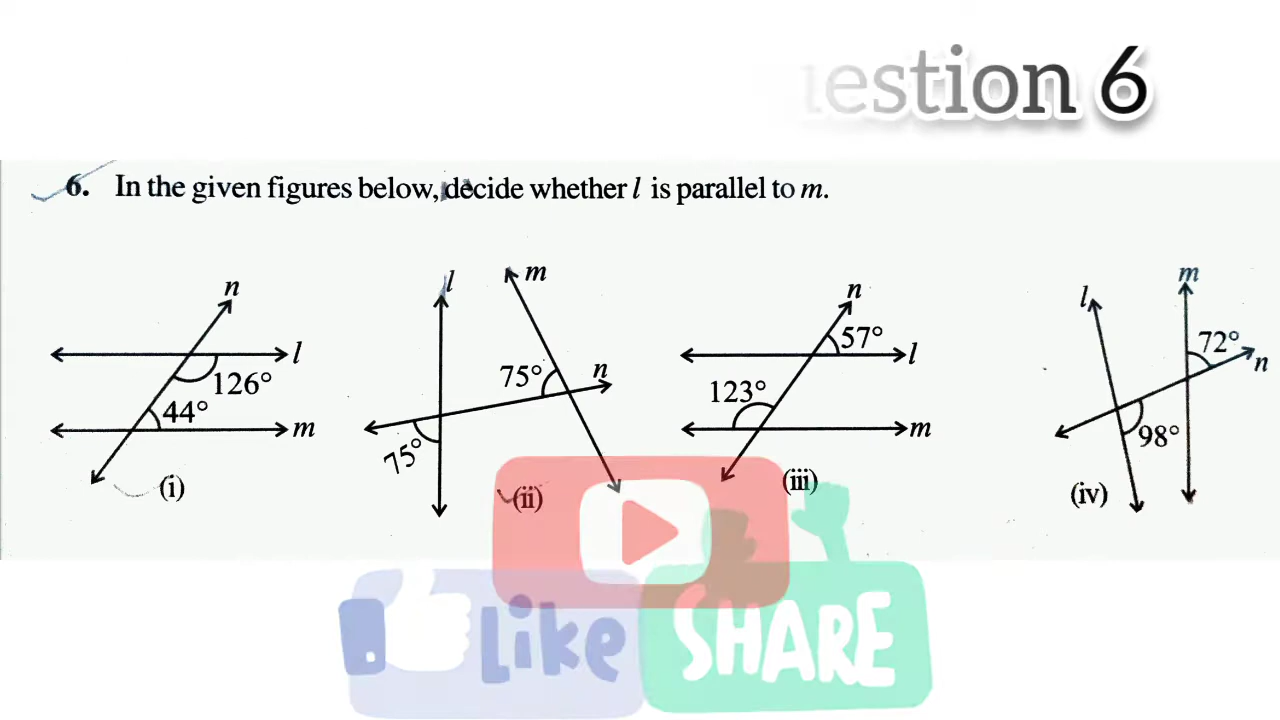 uestion 6
6. In the given figures below, decide whether l is parallel to m.
n
l
126°
44°
m
(i)
l
m
75°
n
75°
(ii)
n
57°
l
123°
m
(iii)
l
m
72°
n
98°
(iv)
Like
SHARE